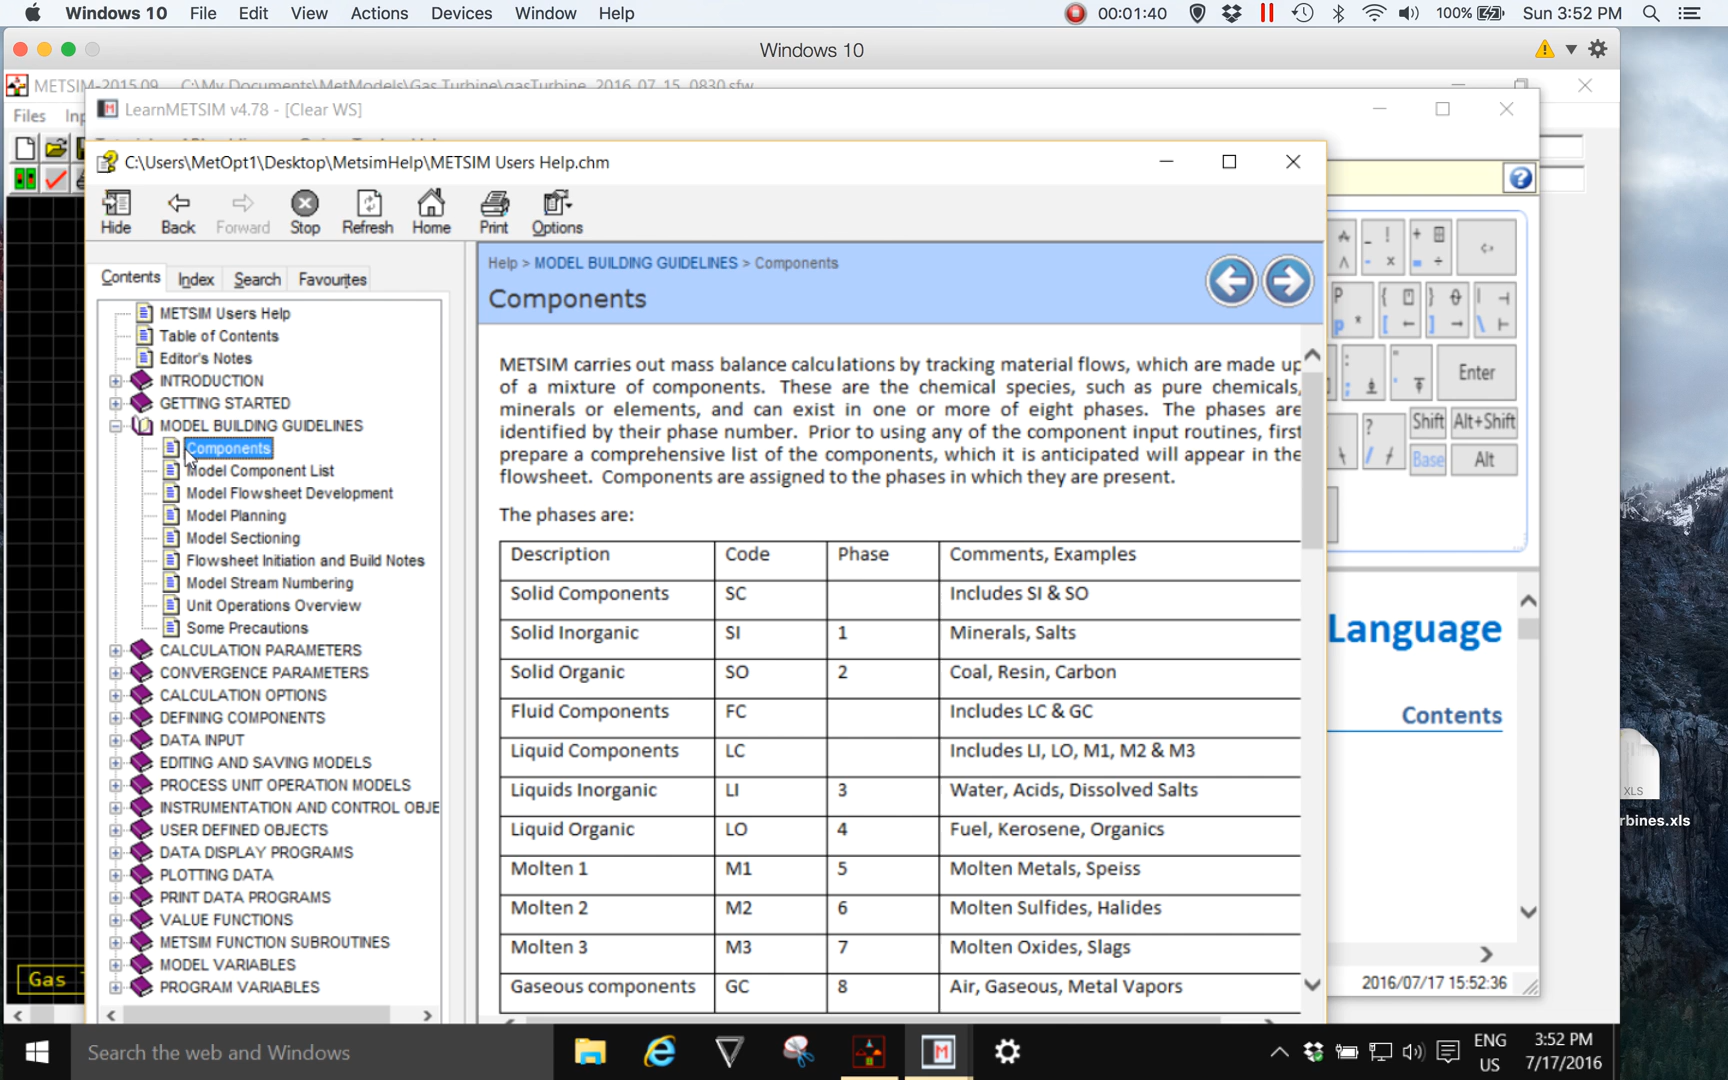 Windows 10 File Edit View Actions Devices Window Help 00:01:40 100% Sun 3:52 PM
Windows 10
METSIM-2015.09 C:\My Documents\MetModels\Gas Turbine\gasTurbine_2016_07_15_0830.sfw
Files
LearnMETSIM v4.78 - [Clear WS]
C:\Users\MetOpt1\Desktop\MetsimHelp\METSIM Users Help.chm
Hide Back Forward Stop Refresh Home Print Options
Contents Index Search Favourites
METSIM Users Help
Table of Contents
Editor's Notes
INTRODUCTION
GETTING STARTED
MODEL BUILDING GUIDELINES
Components
Model Component List
Model Flowsheet Development
Model Planning
Model Sectioning
Flowsheet Initiation and Build Notes
Model Stream Numbering
Unit Operations Overview
Some Precautions
CALCULATION PARAMETERS
CONVERGENCE PARAMETERS
CALCULATION OPTIONS
DEFINING COMPONENTS
DATA INPUT
EDITING AND SAVING MODELS
PROCESS UNIT OPERATION MODELS
INSTRUMENTATION AND CONTROL OBJE
USER DEFINED OBJECTS
DATA DISPLAY PROGRAMS
PLOTTING DATA
PRINT DATA PROGRAMS
VALUE FUNCTIONS
METSIM FUNCTION SUBROUTINES
MODEL VARIABLES
PROGRAM VARIABLES
Help > MODEL BUILDING GUIDELINES > Components
Components
METSIM carries out mass balance calculations by tracking material flows, which are made up
of a mixture of components. These are the chemical species, such as pure chemicals,
minerals or elements, and can exist in one or more of eight phases. The phases are
identified by their phase number. Prior to using any of the component input routines, first
prepare a comprehensive list of the components, which it is anticipated will appear in the
flowsheet. Components are assigned to the phases in which they are present.
The phases are:
Description Code Phase Comments, Examples
Solid Components SC Includes SI & SO
Solid Inorganic SI 1 Minerals, Salts
Solid Organic SO 2 Coal, Resin, Carbon
Fluid Components FC Includes LC & GC
Liquid Components LC Includes LI, LO, M1, M2 & M3
Liquids Inorganic LI 3 Water, Acids, Dissolved Salts
Liquid Organic LO 4 Fuel, Kerosene, Organics
Molten 1 M1 5 Molten Metals, Speiss
Molten 2 M2 6 Molten Sulfides, Halides
Molten 3 M3 7 Molten Oxides, Slags
Gaseous components GC 8 Air, Gaseous, Metal Vapors
Enter
Shift Alt+Shift
Base Alt
Language
Contents
2016/07/17 15:52:36
XLS
rbines.xls
Gas
Search the web and Windows
ENG
US
3:52 PM
7/17/2016